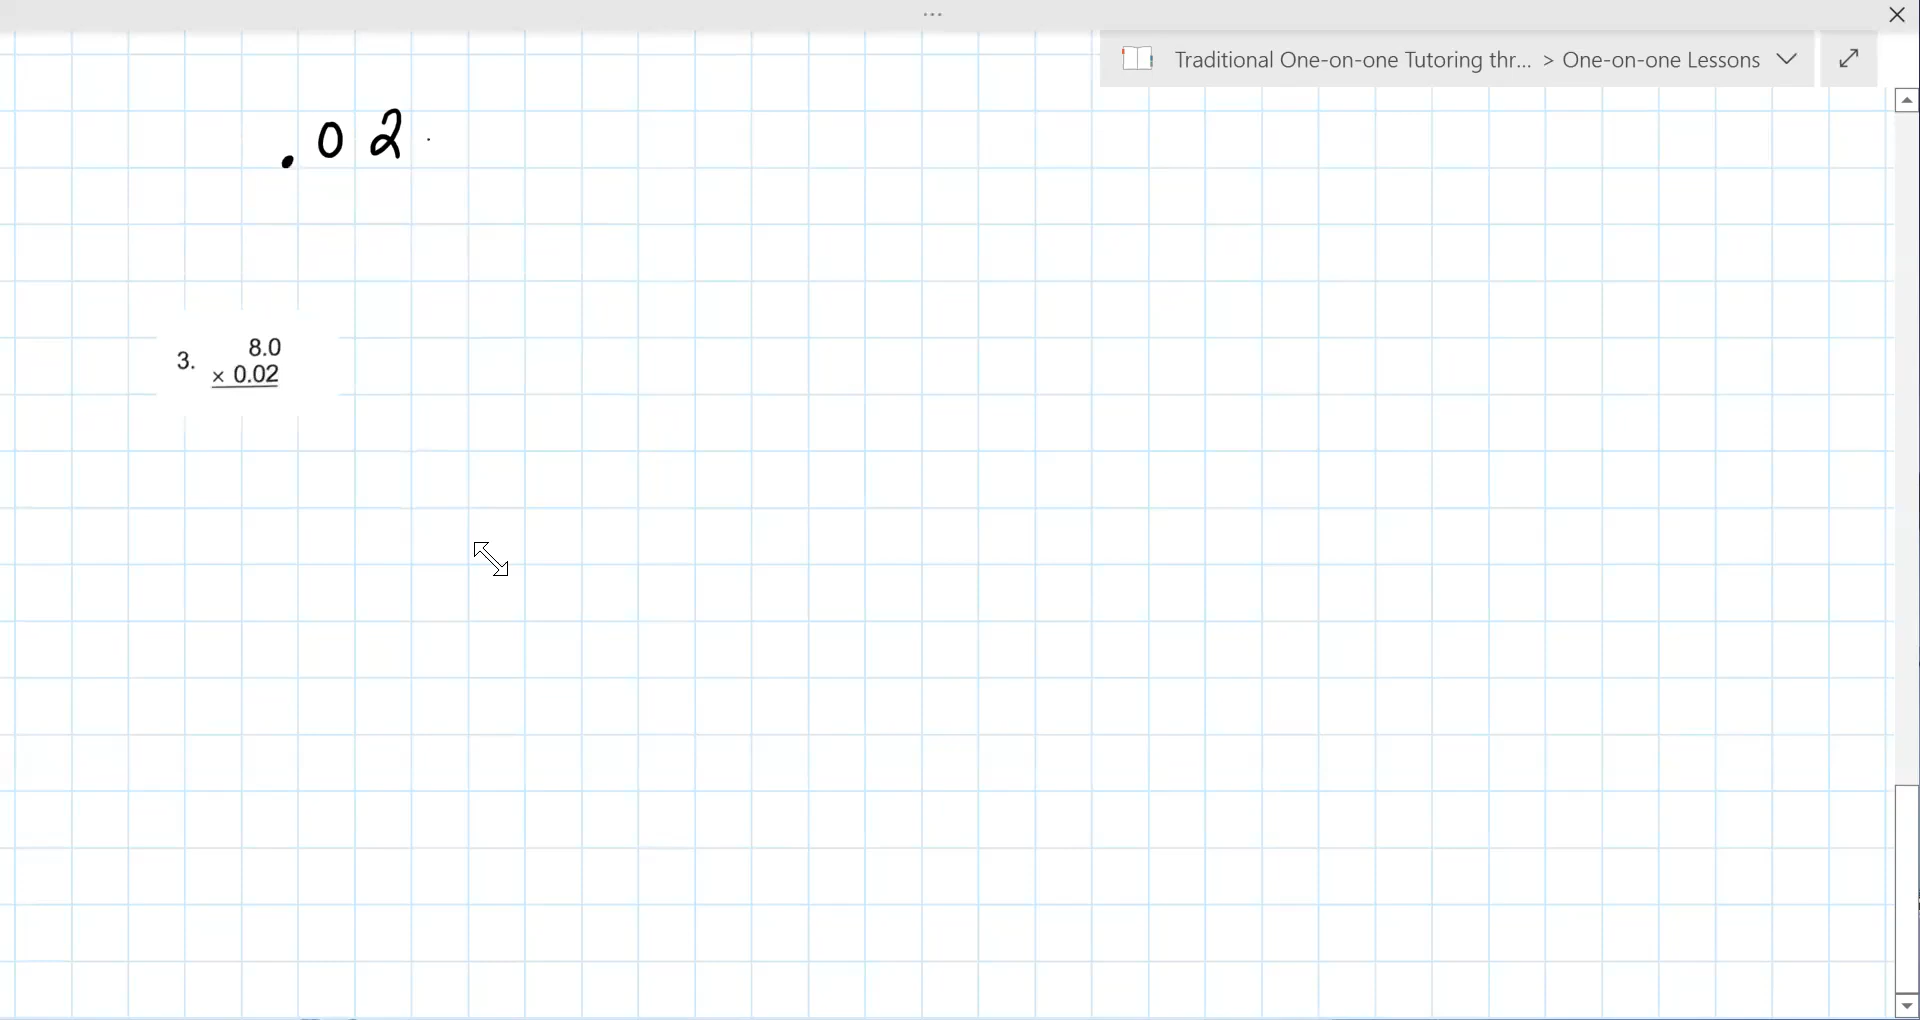 Traditional One-on-one Tutoring thr... > One-on-one Lessons
.02
3. 8.0
× 0.02